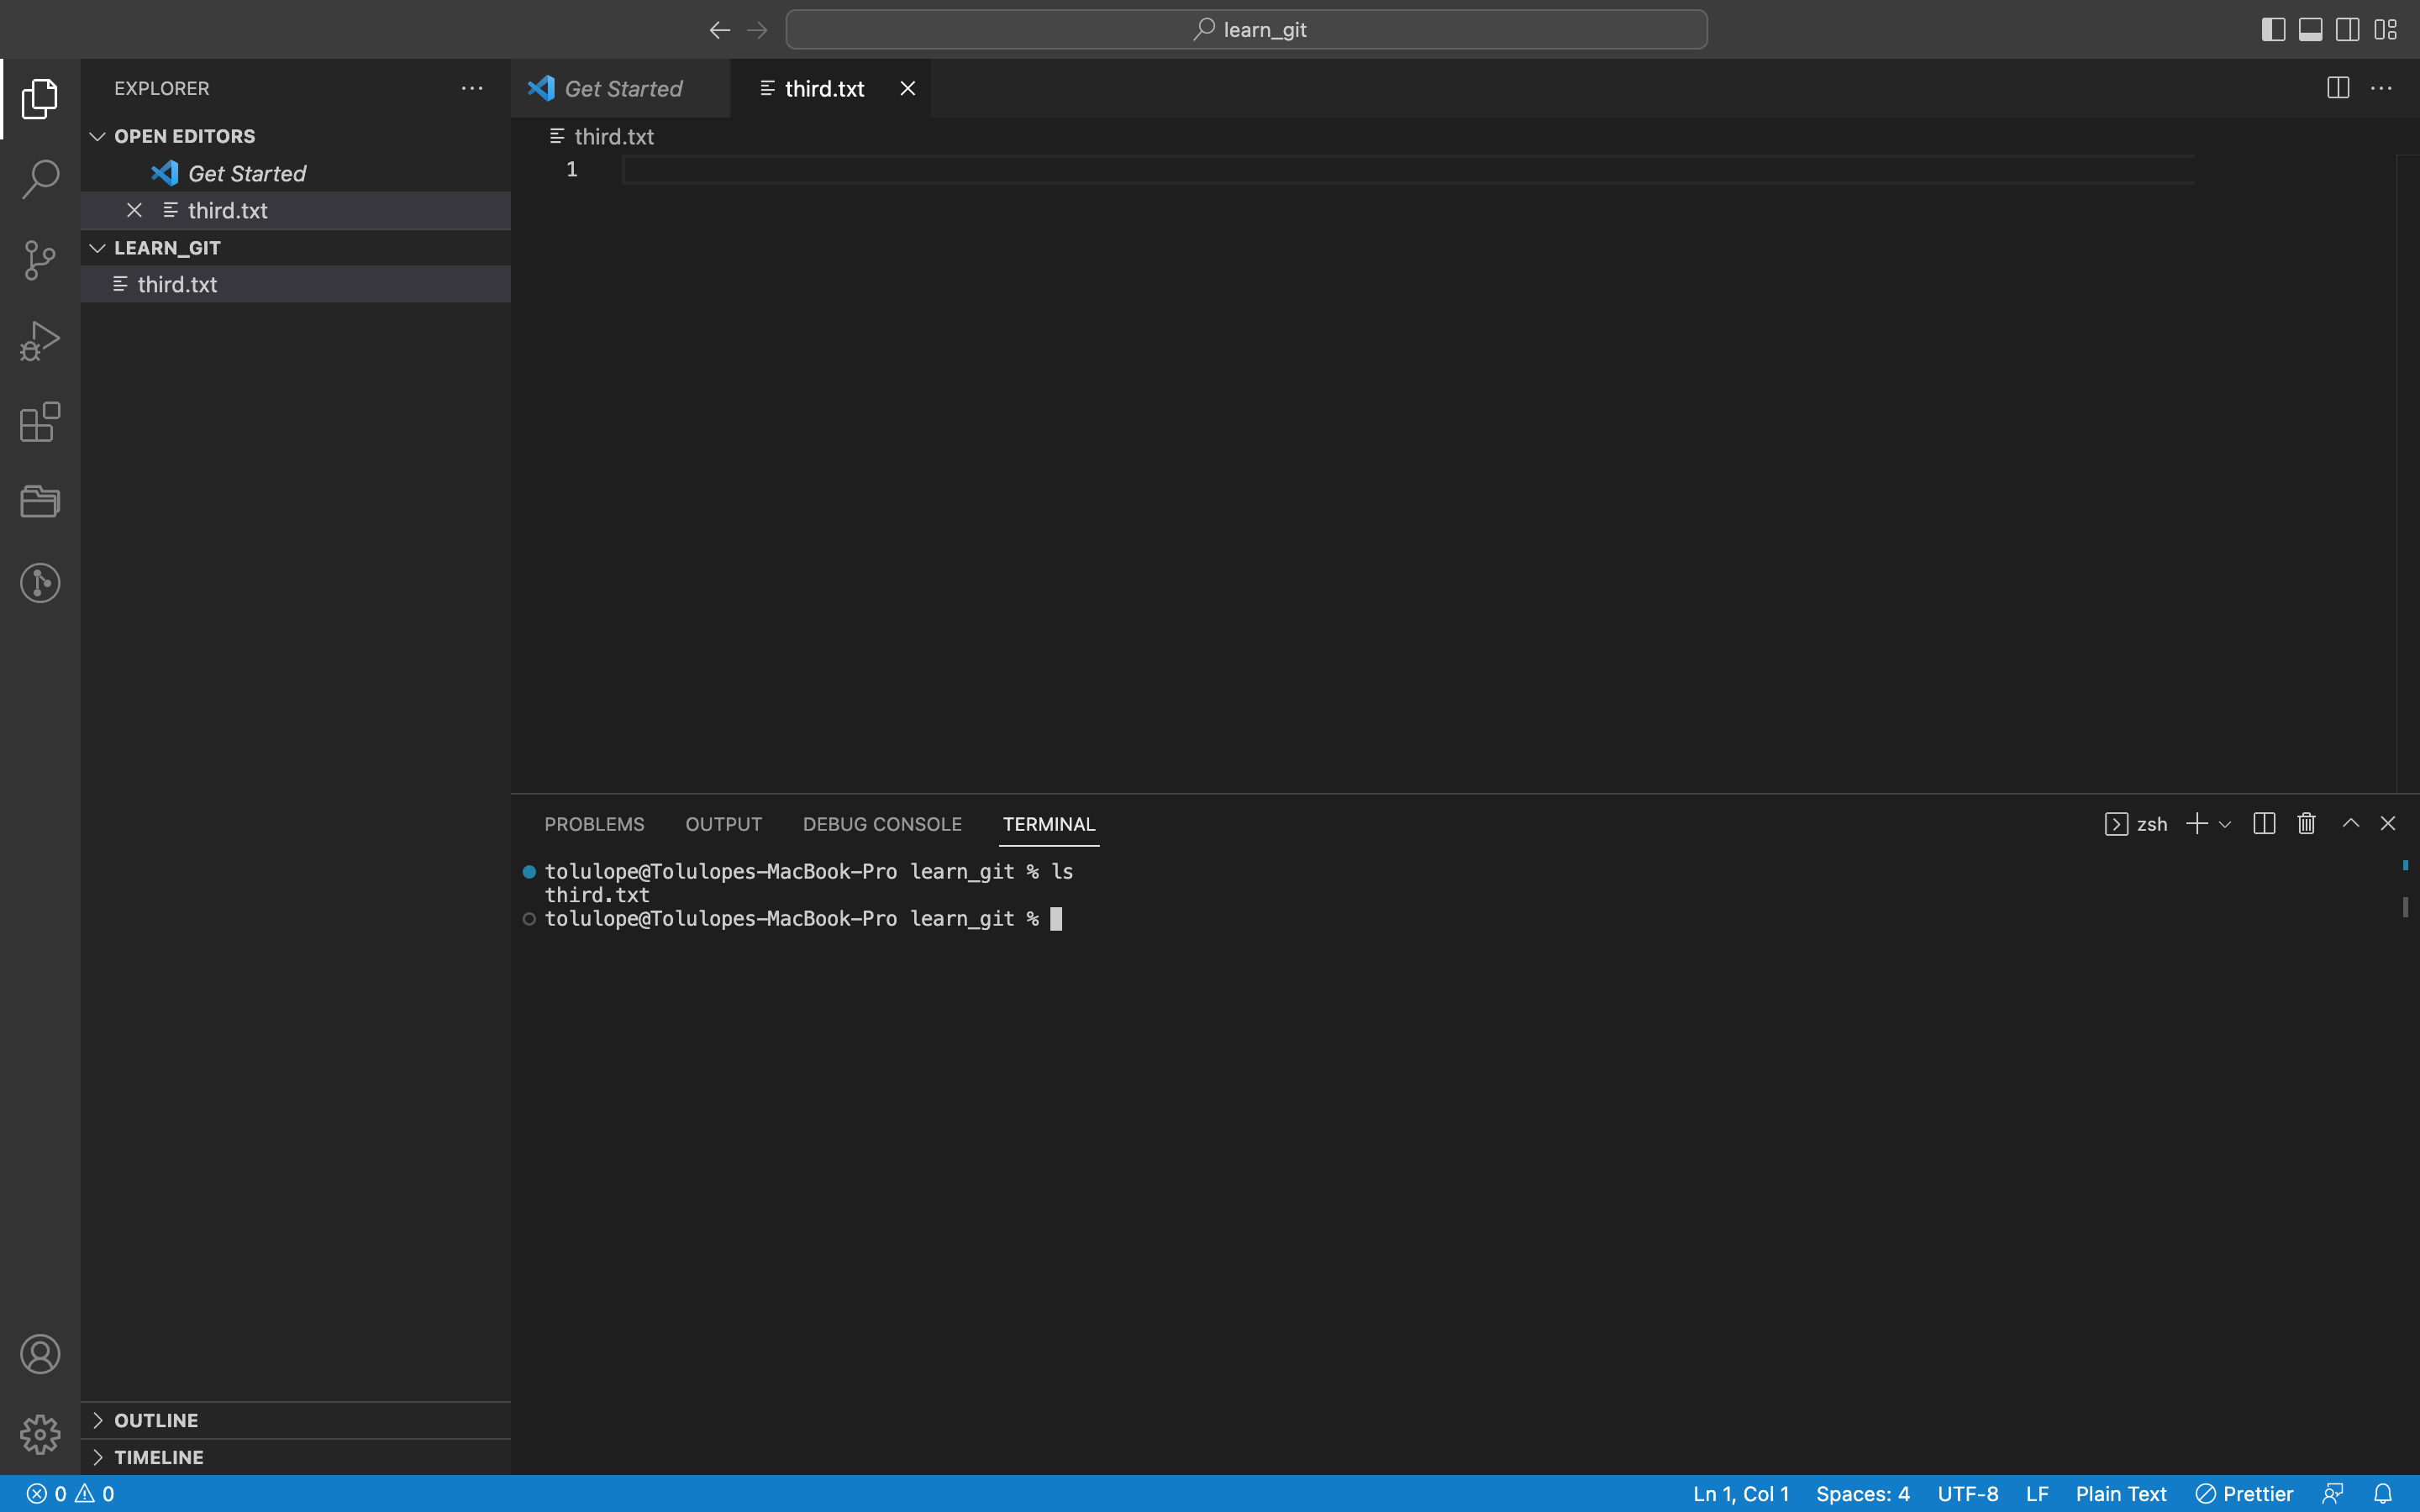 learn_git
EXPLORER
OPEN EDITORS
Get Started
third.txt
LEARN_GIT
third.txt
OUTLINE
TIMELINE
Get Started
third.txt
third.txt
1
PROBLEMS OUTPUT DEBUG CONSOLE TERMINAL
zsh
tolulope@Tolulopes-MacBook-Pro learn_git % ls
third.txt
tolulope@Tolulopes-MacBook-Pro learn_git %
0 0
Ln 1, Col 1 Spaces: 4 UTF-8 LF Plain Text Prettier